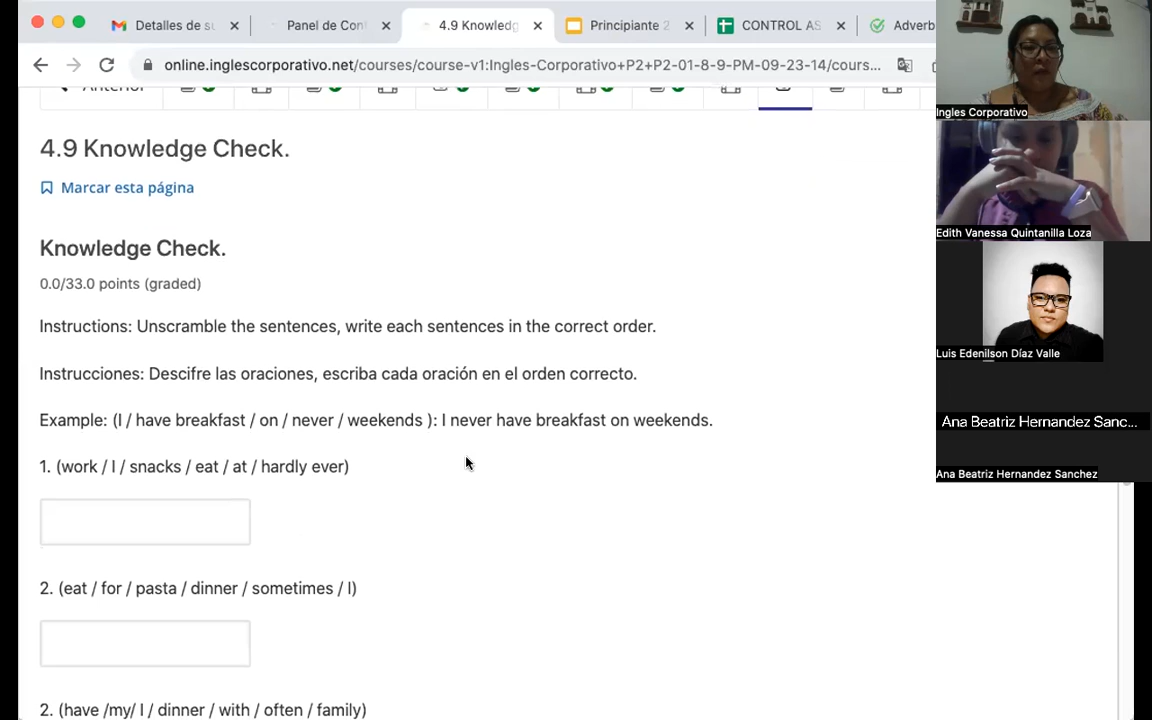 Detalles de su
Panel de Con
4.9 Knowledg
Principiante 2
CONTROL AS
Adverb
online.inglescorporativo.net/courses/course-v1:Ingles-Corporativo+P2+P2-01-8-9-PM-09-23-14/cours...
Anterior
4.9 Knowledge Check.
Marcar esta página
Knowledge Check.
0.0/33.0 points (graded)
Instructions: Unscramble the sentences, write each sentences in the correct order.
Instrucciones: Descifre las oraciones, escriba cada oración en el orden correcto.
Example: (I / have breakfast / on / never / weekends ): I never have breakfast on weekends.
1. (work / I / snacks / eat / at / hardly ever)
2. (eat / for / pasta / dinner / sometimes / I)
2. (have /my/ I / dinner / with / often / family)
Ingles Corporativo
Edith Vanessa Quintanilla Loza
Luis Edenilson Díaz Valle
Ana Beatriz Hernandez Sanc...
Ana Beatriz Hernandez Sanchez